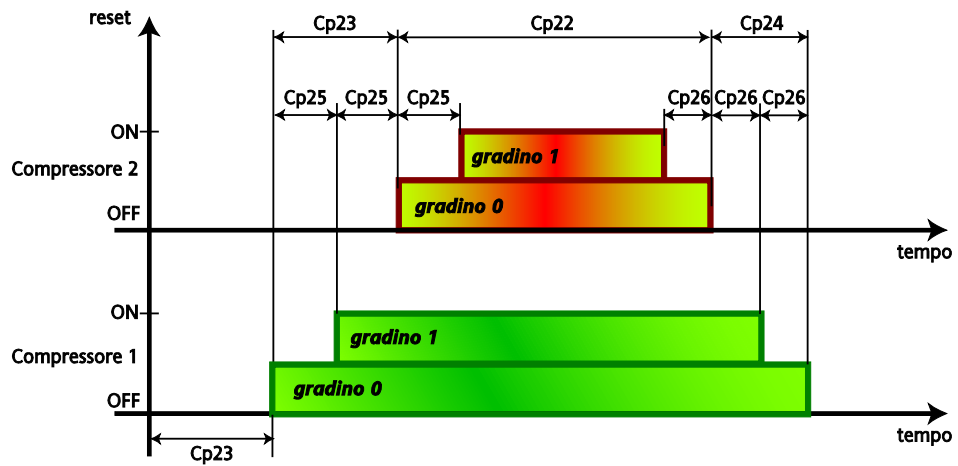 reset
Cp23
Cp22
Cp24
Cp25
Cp25
Cp25
Cp26
Cp26
Cp26
ON
gradino 1
Compressore 2
gradino 0
OFF
tempo
ON
gradino 1
Compressore 1
gradino 0
OFF
tempo
Cp23